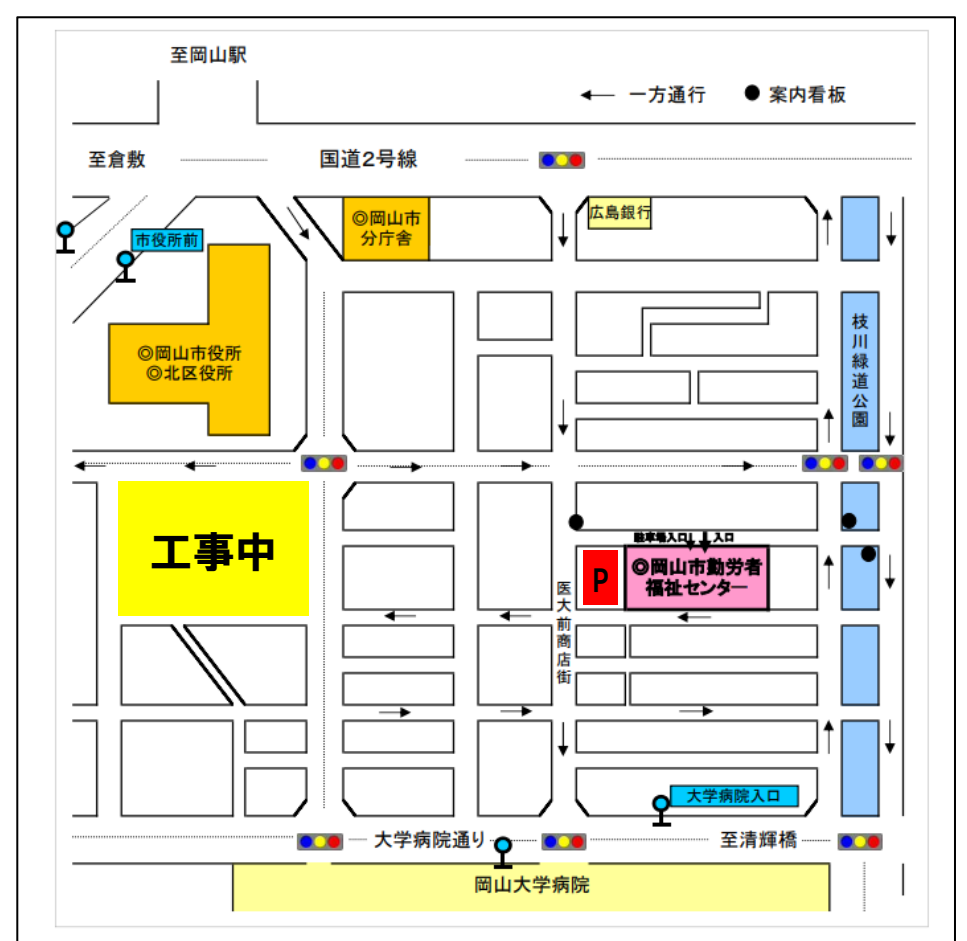 至岡山駅
一方通行
案内看板
至倉敷
国道2号線
◎岡山市
分庁舎
広島銀行
市役所前
◎岡山市役所
◎北区役所
枝川緑道公園
工事中
駐車場入口
入口
P
◎岡山市勤労者
福祉センター
医大前商店街
大学病院入口
大学病院通り
至清輝橋
岡山大学病院